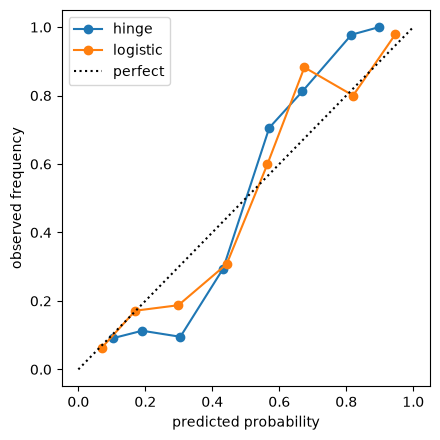 hinge
logistic
perfect
1.0
0.8
0.6
0.4
0.2
0.0
observed frequency
0.0 0.2 0.4 0.6 0.8 1.0
predicted probability